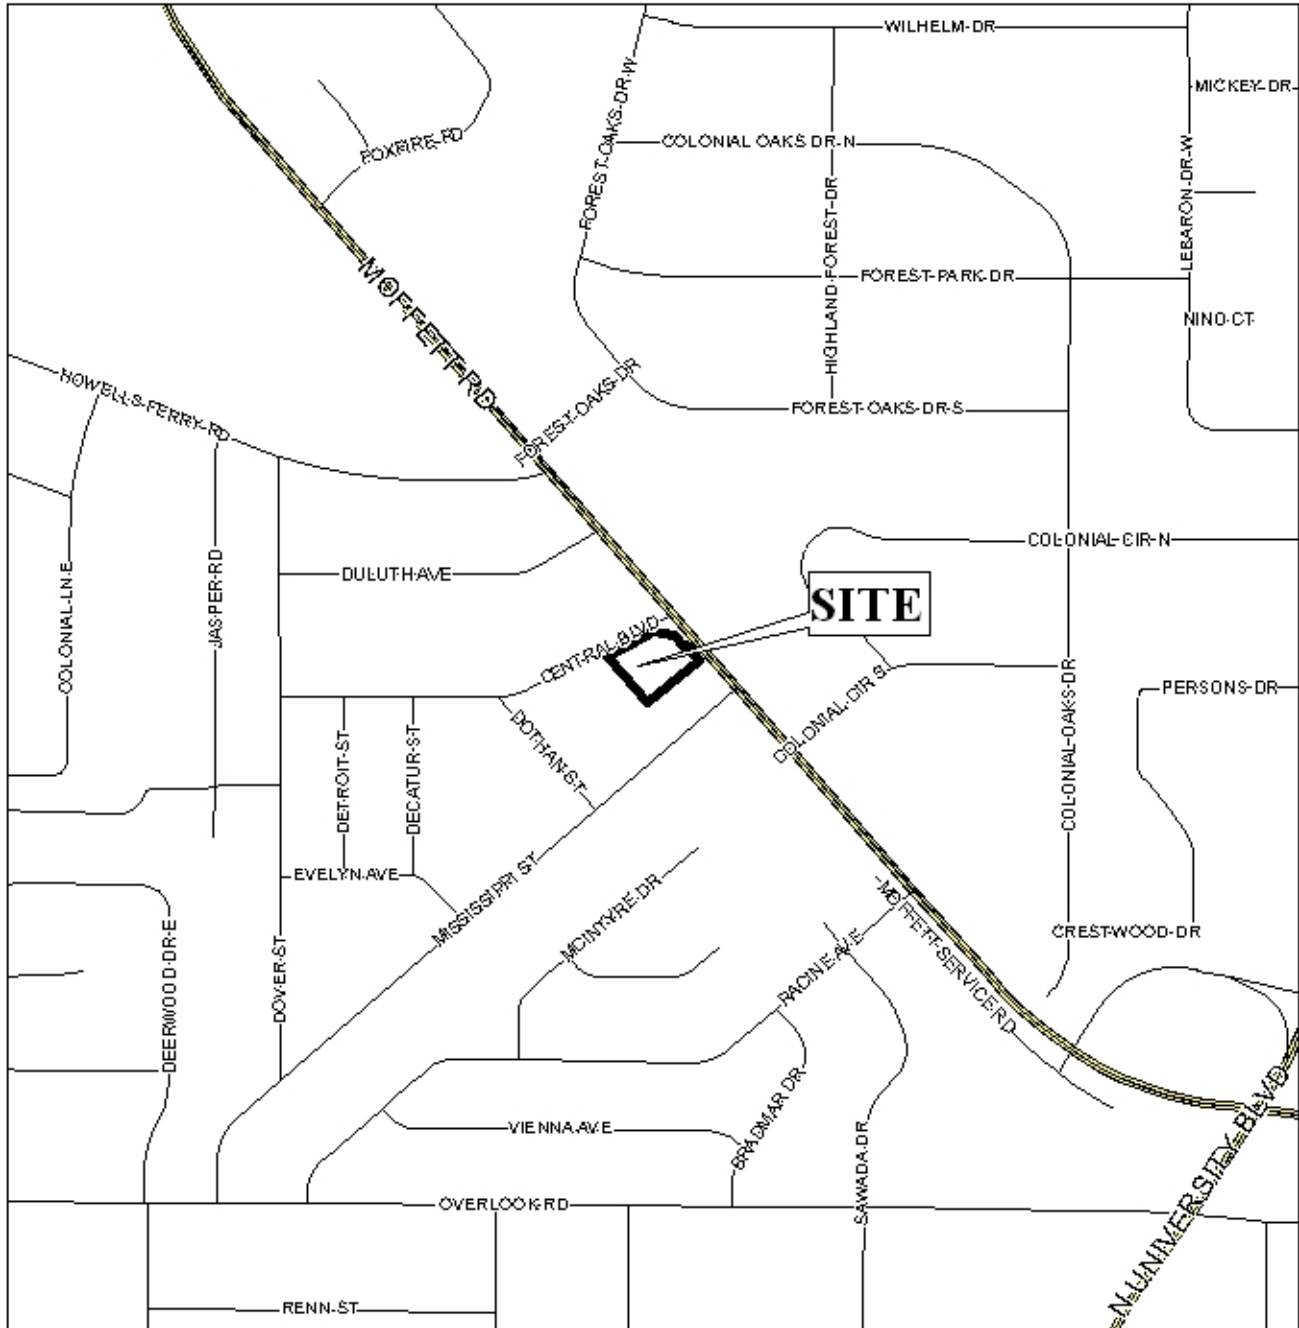 WILHELM DR
MICKEY DR
FOREST OAKS DR W
FOXFIRE RD
COLONIAL OAKS DR N
LEBARON DR W
HIGHLAND FOREST DR
MOFFETT RD
FOREST PARK DR
NINO CT
HOWELLS FERRY RD
FOREST OAKS DR
FOREST OAKS DR S
COLONIAL CIR N
COLONIAL LN E
JASPER RD
DULUTH AVE
SITE
CENTRAL BLVD
COLONIAL CIR S
COLONIAL OAKS DR
PERSONS DR
DOTHAN ST
DETROIT ST
DECATUR ST
EVELYN AVE
MISSISSIPPI ST
MCINTYRE DR
MOFFETT SERVICE RD
CRESTWOOD DR
RACINE AVE
DEERWOOD DR E
DOVER ST
VIENNA AVE
BRADMAR DR
SAWADA DR
N UNIVERSITY BLVD
OVERLOOK RD
RENN ST